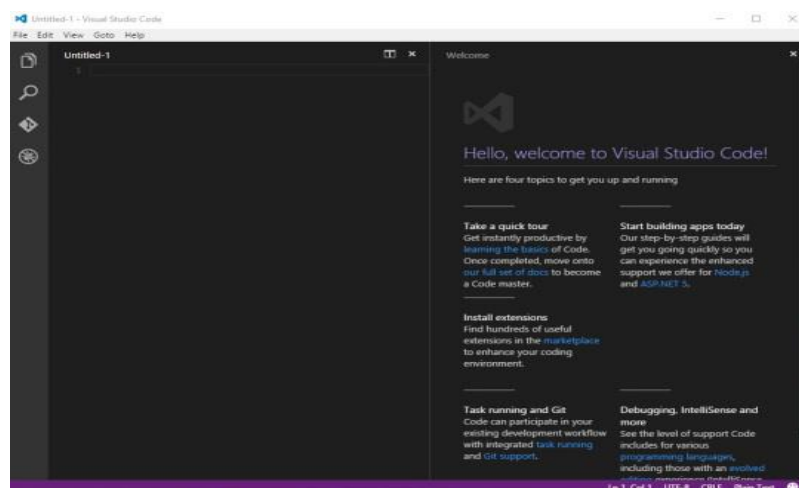 Untitled-1 - Visual Studio Code
File Edit View Goto Help
Untitled-1
1
Welcome
Hello, welcome to Visual Studio Code!
Here are four topics to get you up and running
Take a quick tour
Get instantly productive by
learning the basics of Code.
Once completed, move onto
our full set of docs to become
a Code master.
Start building apps today
Our step-by-step guides will
get you going quickly so you
can experience the enhanced
support we offer for Node.js
and ASP.NET 5.
Install extensions
Find hundreds of useful
extensions in the marketplace
to enhance your coding
environment.
Task running and Git
Code can participate in your
existing development workflow
with integrated task running
and Git support.
Debugging, IntelliSense and
more
See the level of support Code
includes for various
programming languages,
including those with an evolved
editing experience (IntelliSense,
Ln 1, Col 1 UTF-8 CRLF Plain Text